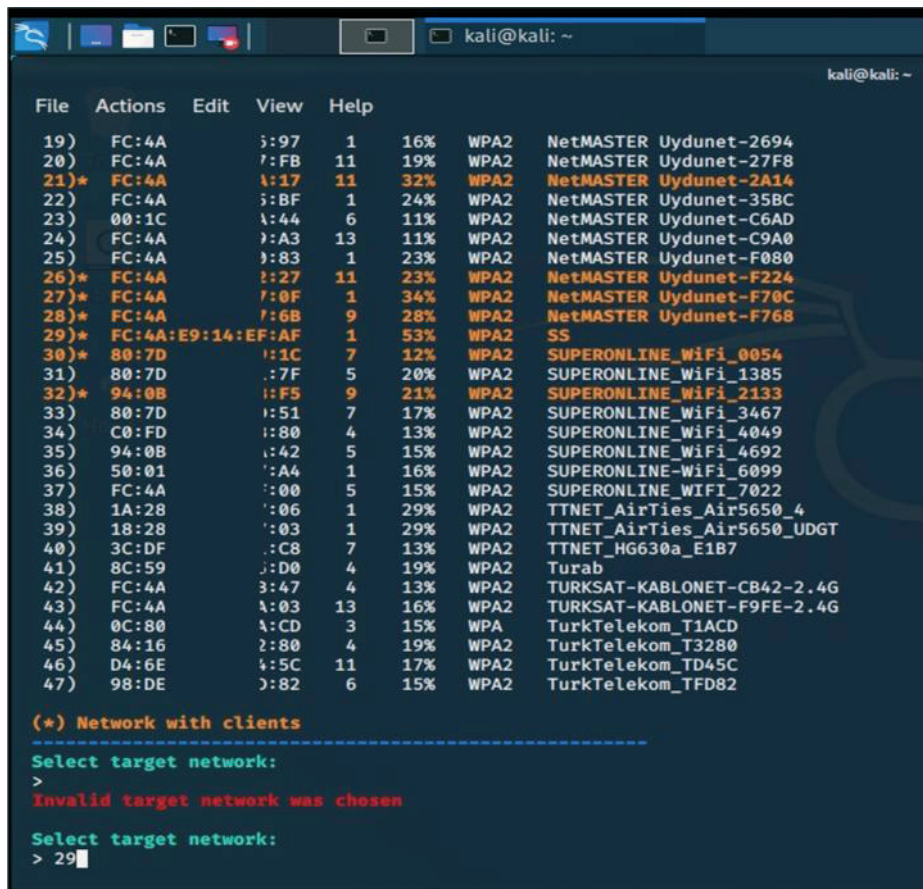 kali@kali: ~
kali@kali: ~
File Actions Edit View Help
19) FC:4A 5:97 1 16% WPA2 NetMASTER Uydunet-2694
20) FC:4A 7:FB 11 19% WPA2 NetMASTER Uydunet-27F8
21)* FC:4A A:17 11 32% WPA2 NetMASTER Uydunet-2A14
22) FC:4A 5:BF 1 24% WPA2 NetMASTER Uydunet-35BC
23) 00:1C A:44 6 11% WPA2 NetMASTER Uydunet-C6AD
24) FC:4A 9:A3 13 11% WPA2 NetMASTER Uydunet-C9A0
25) FC:4A :83 1 23% WPA2 NetMASTER Uydunet-F080
26)* FC:4A 2:27 11 23% WPA2 NetMASTER Uydunet-F224
27)* FC:4A 7:0F 1 34% WPA2 NetMASTER Uydunet-F70C
28)* FC:4A 7:6B 9 28% WPA2 NetMASTER Uydunet-F768
29)* FC:4A:E9:14:EF:AF 1 53% WPA2 SS
30)* 80:7D :1C 7 12% WPA2 SUPERONLINE_WiFi_0054
31) 80:7D :7F 5 20% WPA2 SUPERONLINE_WiFi_1385
32)* 94:0B :F5 9 21% WPA2 SUPERONLINE_WiFi_2133
33) 80:7D :51 7 17% WPA2 SUPERONLINE_WiFi_3467
34) C0:FD :80 4 13% WPA2 SUPERONLINE_WiFi_4049
35) 94:0B :42 5 15% WPA2 SUPERONLINE_WiFi_4692
36) 50:01 :A4 1 16% WPA2 SUPERONLINE-WiFi_6099
37) FC:4A :00 5 15% WPA2 SUPERONLINE_WIFI_7022
38) 1A:28 :06 1 29% WPA2 TTNET_AirTies_Air5650_4
39) 18:28 :03 1 29% WPA2 TTNET_AirTies_Air5650_UDGT
40) 3C:DF :C8 7 13% WPA2 TTNET_HG630a_E1B7
41) 8C:59 :D0 4 19% WPA2 Turab
42) FC:4A 3:47 4 13% WPA2 TURKSAT-KABLONET-CB42-2.4G
43) FC:4A A:03 13 16% WPA2 TURKSAT-KABLONET-F9FE-2.4G
44) 0C:80 A:CD 3 15% WPA TurkTelekom_T1ACD
45) 84:16 2:80 4 19% WPA2 TurkTelekom_T3280
46) D4:6E 4:5C 11 17% WPA2 TurkTelekom_TD45C
47) 98:DE :82 6 15% WPA2 TurkTelekom_TFD82
(*) Network with clients
Select target network:
>
Invalid target network was chosen
Select target network:
> 29